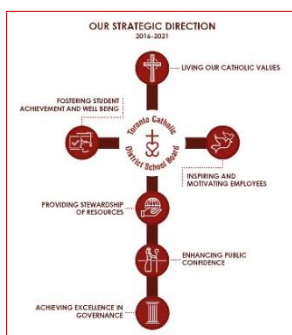 OUR STRATEGIC DIRECTION
2016-2021
LIVING OUR CATHOLIC VALUES
FOSTERING STUDENT
ACHIEVEMENT AND WELL BEING
Toronto Catholic
District School Board
INSPIRING AND
MOTIVATING EMPLOYEES
PROVIDING STEWARDSHIP
OF RESOURCES
ENHANCING PUBLIC
CONFIDENCE
ACHIEVING EXCELLENCE IN
GOVERNANCE